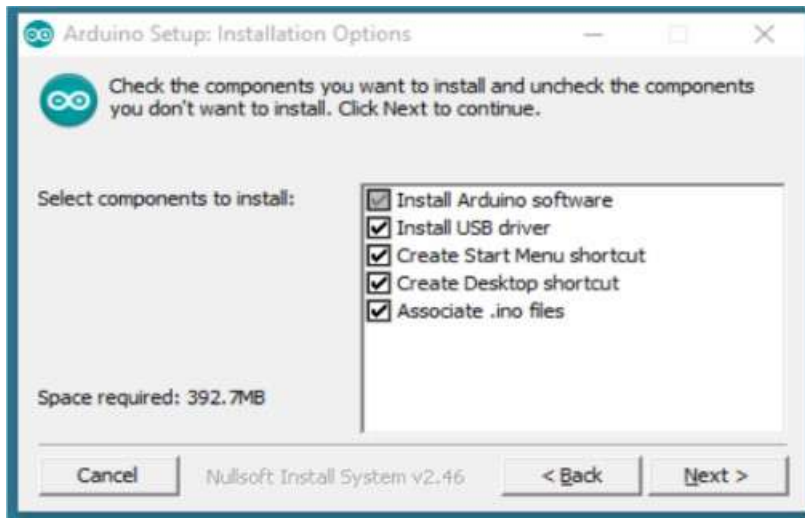 Arduino Setup: Installation Options
Check the components you want to install and uncheck the components
you don't want to install. Click Next to continue.
Select components to install:
Install Arduino software
Install USB driver
Create Start Menu shortcut
Create Desktop shortcut
Associate .ino files
Space required: 392.7MB
Cancel
Nullsoft Install System v2.46
< Back
Next >